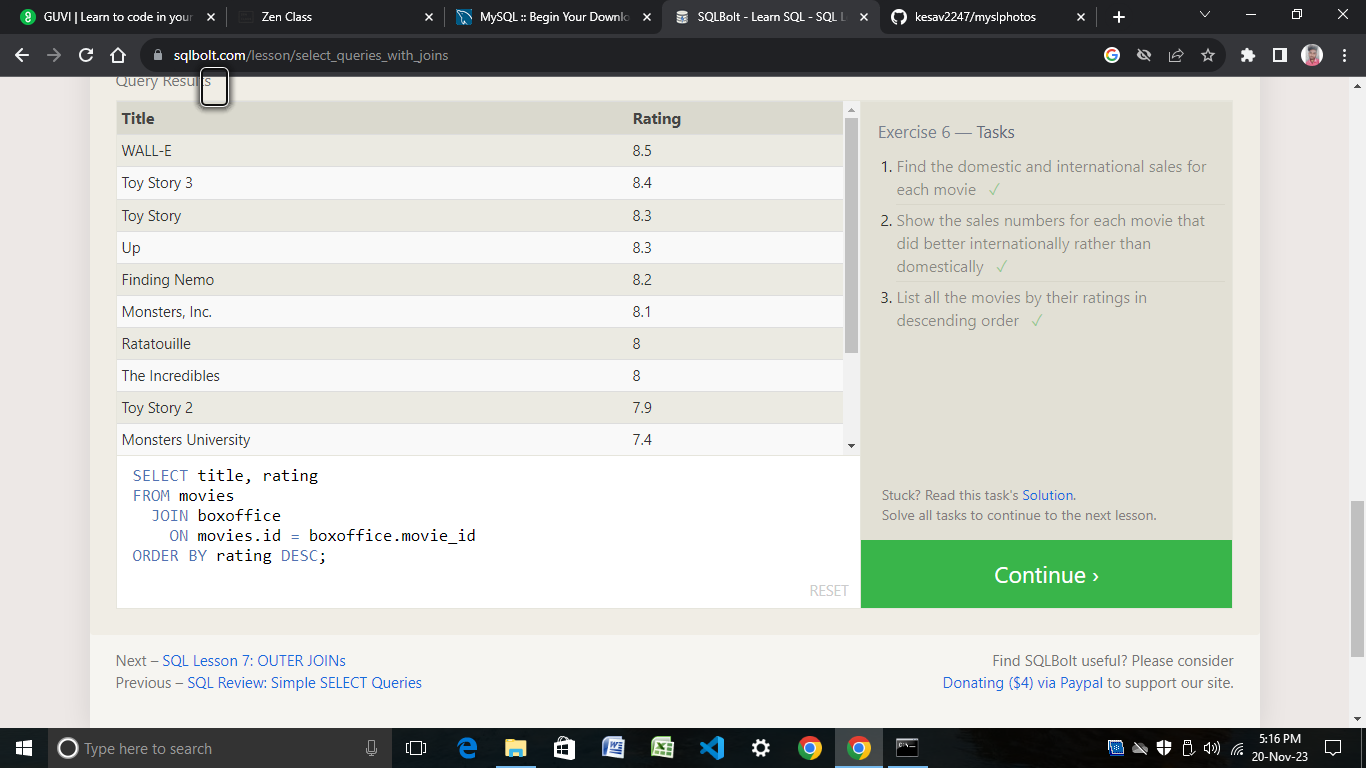 GUVI | Learn to code in your
Zen Class
MySQL :: Begin Your Downlo
SQLBolt - Learn SQL - SQL L
kesav2247/myslphotos
sqlbolt.com/lesson/select_queries_with_joins
Query Results
Title Rating
WALL-E 8.5
Toy Story 3 8.4
Toy Story 8.3
Up 8.3
Finding Nemo 8.2
Monsters, Inc. 8.1
Ratatouille 8
The Incredibles 8
Toy Story 2 7.9
Monsters University 7.4
SELECT title, rating
FROM movies
JOIN boxoffice
ON movies.id = boxoffice.movie_id
ORDER BY rating DESC;
RESET
Exercise 6 — Tasks
1. Find the domestic and international sales for
each movie ✓
2. Show the sales numbers for each movie that
did better internationally rather than
domestically ✓
3. List all the movies by their ratings in
descending order ✓
Stuck? Read this task's Solution.
Solve all tasks to continue to the next lesson.
Continue ›
Next – SQL Lesson 7: OUTER JOINs
Previous – SQL Review: Simple SELECT Queries
Find SQLBolt useful? Please consider
Donating ($4) via Paypal to support our site.
Type here to search
5:16 PM
20-Nov-23